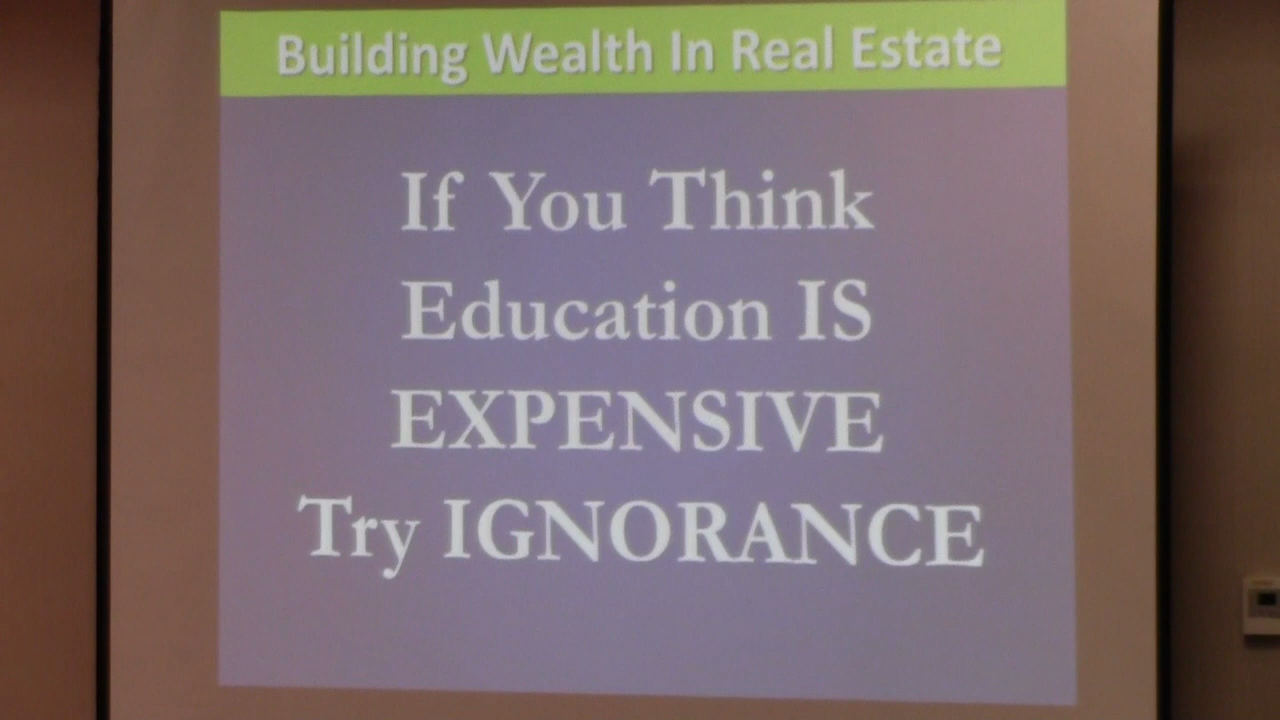 Building Wealth In Real Estate
If You Think
Education IS
EXPENSIVE
Try IGNORANCE